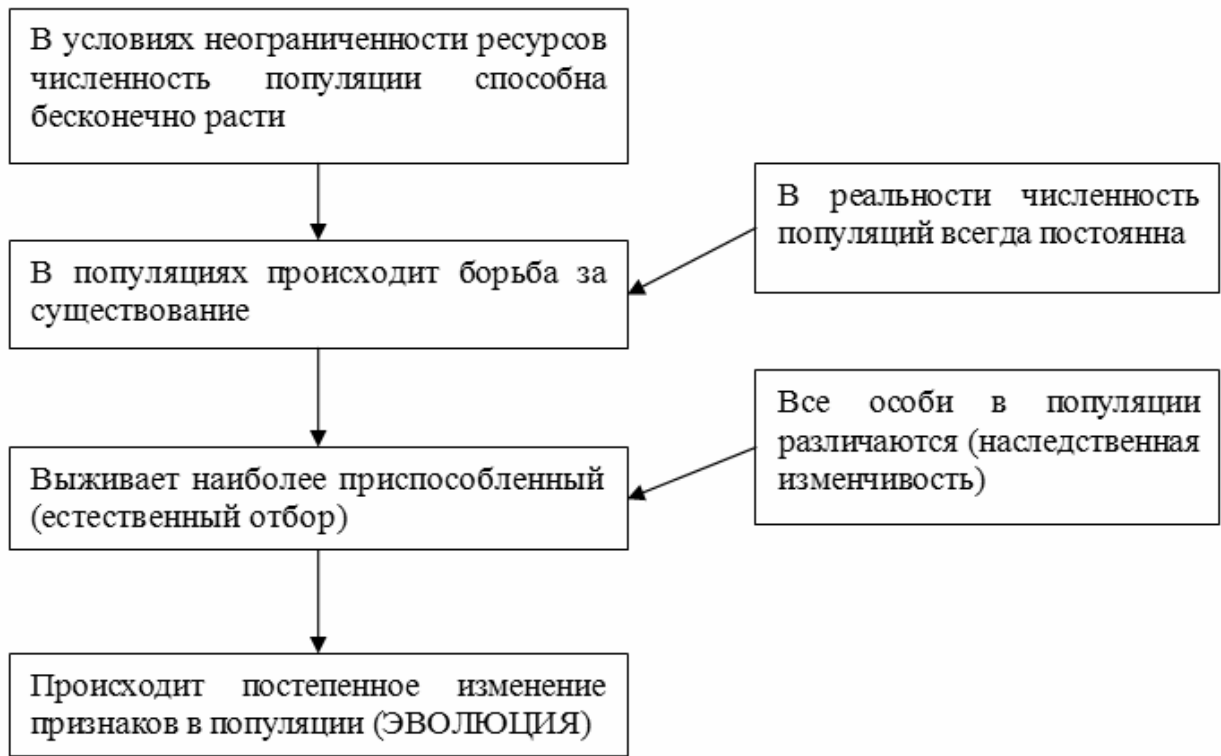 В условиях неограниченности ресурсов
численность популяции способна
бесконечно расти
В реальности численность
популяций всегда постоянна
В популяциях происходит борьба за
существование
Все особи в популяции
различаются (наследственная
изменчивость)
Выживает наиболее приспособленный
(естественный отбор)
Происходит постепенное изменение
признаков в популяции (ЭВОЛЮЦИЯ)